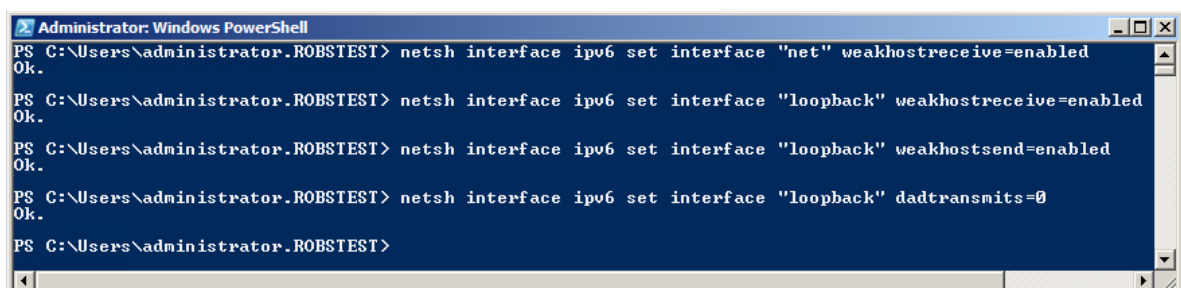 Administrator: Windows PowerShell
PS C:\Users\administrator.ROBSTEST> netsh interface ipv6 set interface "net" weakhostreceive=enabled
Ok.
PS C:\Users\administrator.ROBSTEST> netsh interface ipv6 set interface "loopback" weakhostreceive=enabled
Ok.
PS C:\Users\administrator.ROBSTEST> netsh interface ipv6 set interface "loopback" weakhostsend=enabled
Ok.
PS C:\Users\administrator.ROBSTEST> netsh interface ipv6 set interface "loopback" dadtransmits=0
Ok.
PS C:\Users\administrator.ROBSTEST>